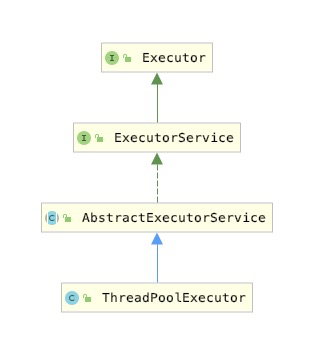 I Executor
I ExecutorService
C AbstractExecutorService
C ThreadPoolExecutor